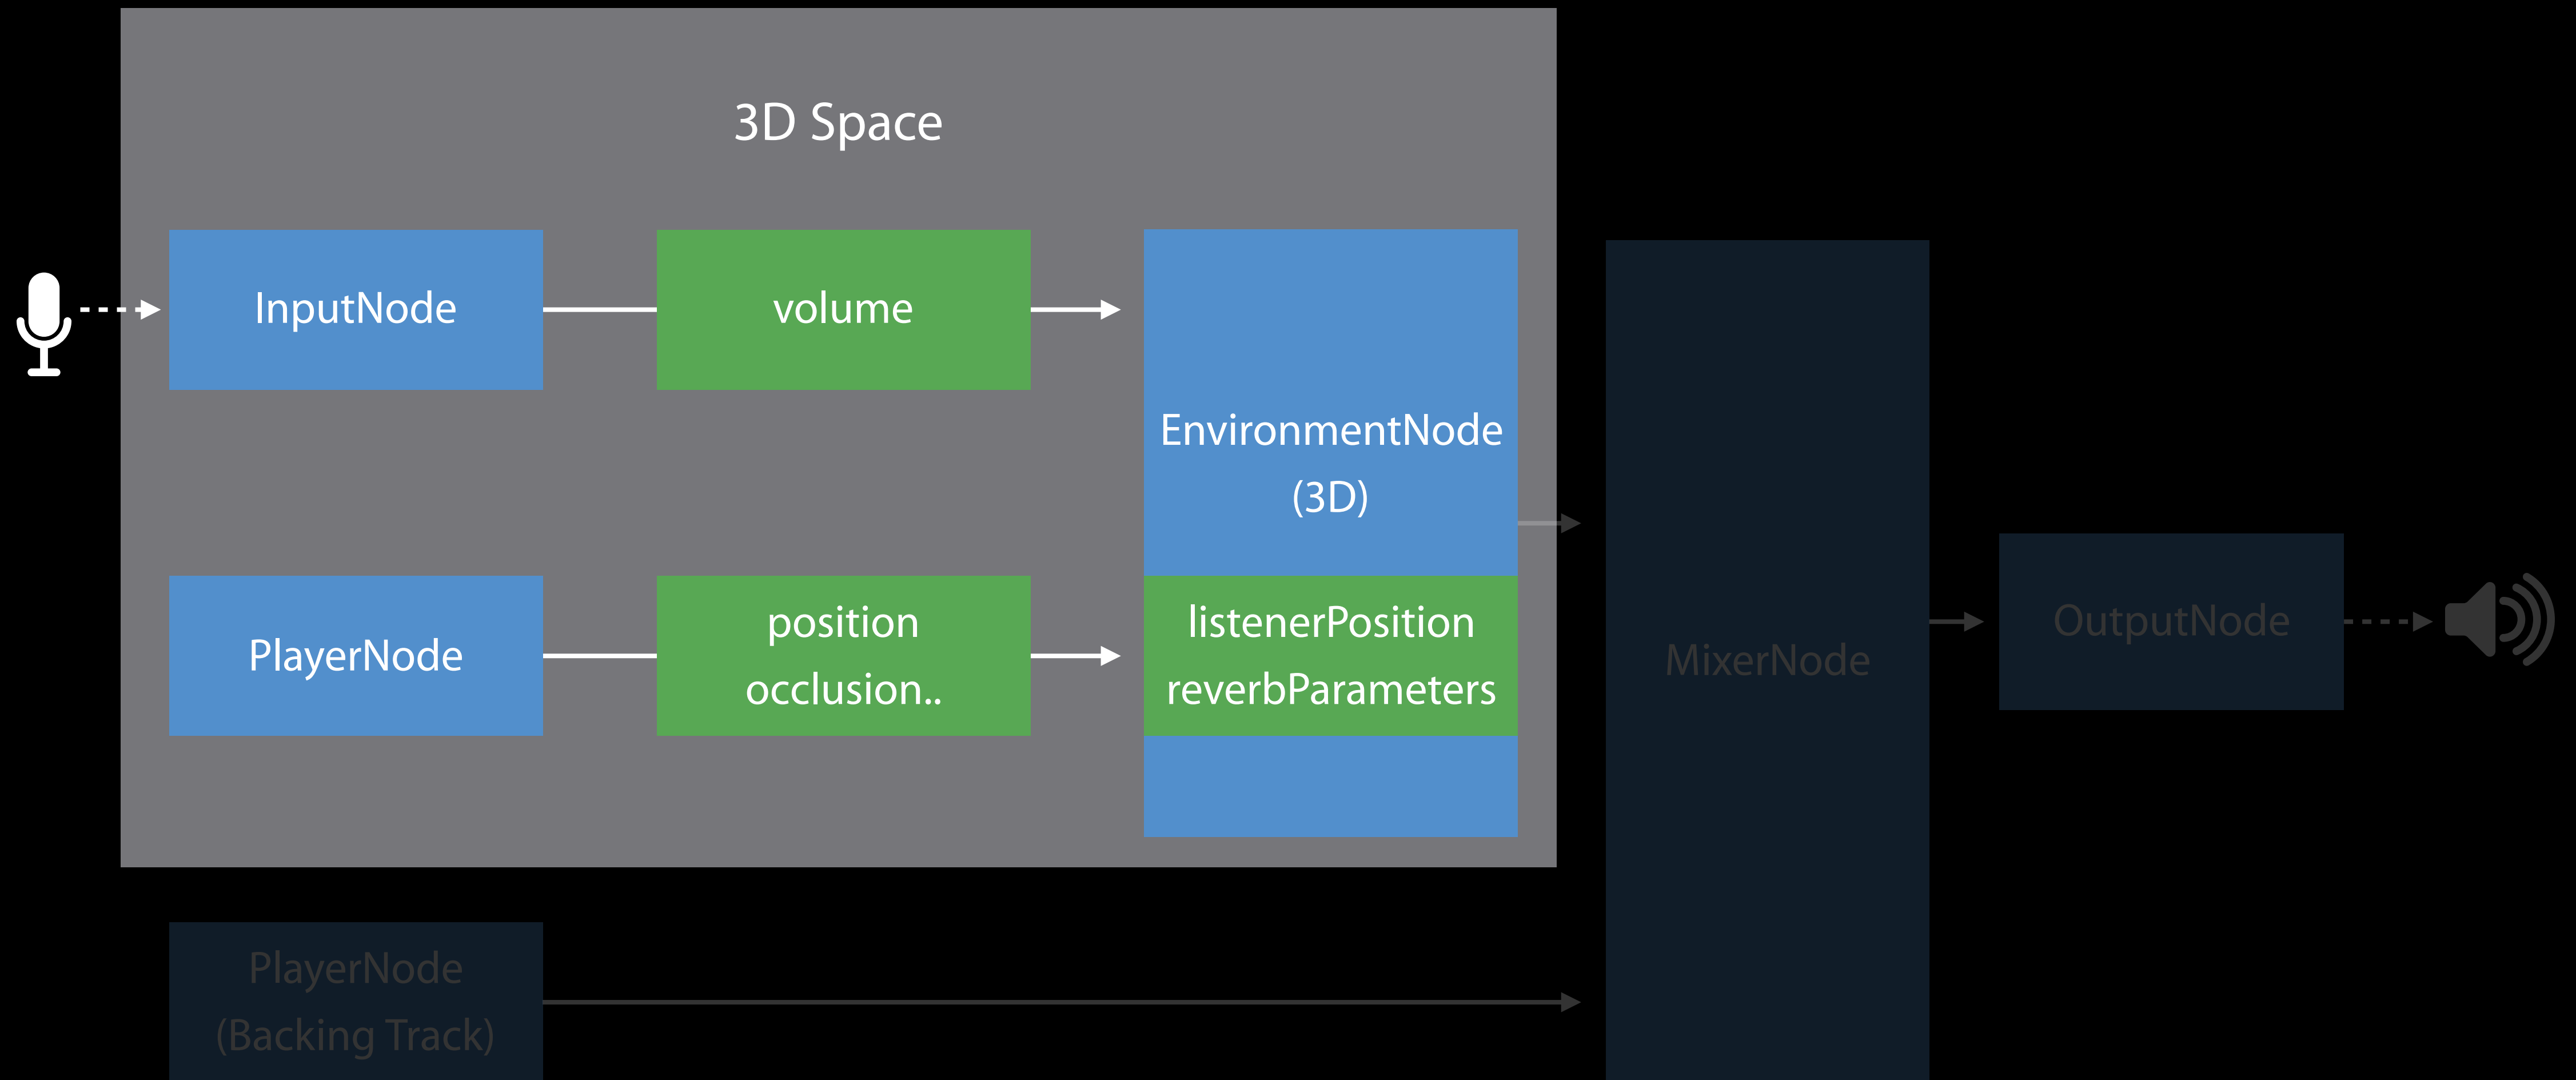 3D Space
InputNode
volume
EnvironmentNode
(3D)
PlayerNode
position
occlusion..
listenerPosition
reverbParameters
MixerNode
OutputNode
PlayerNode
(Backing Track)